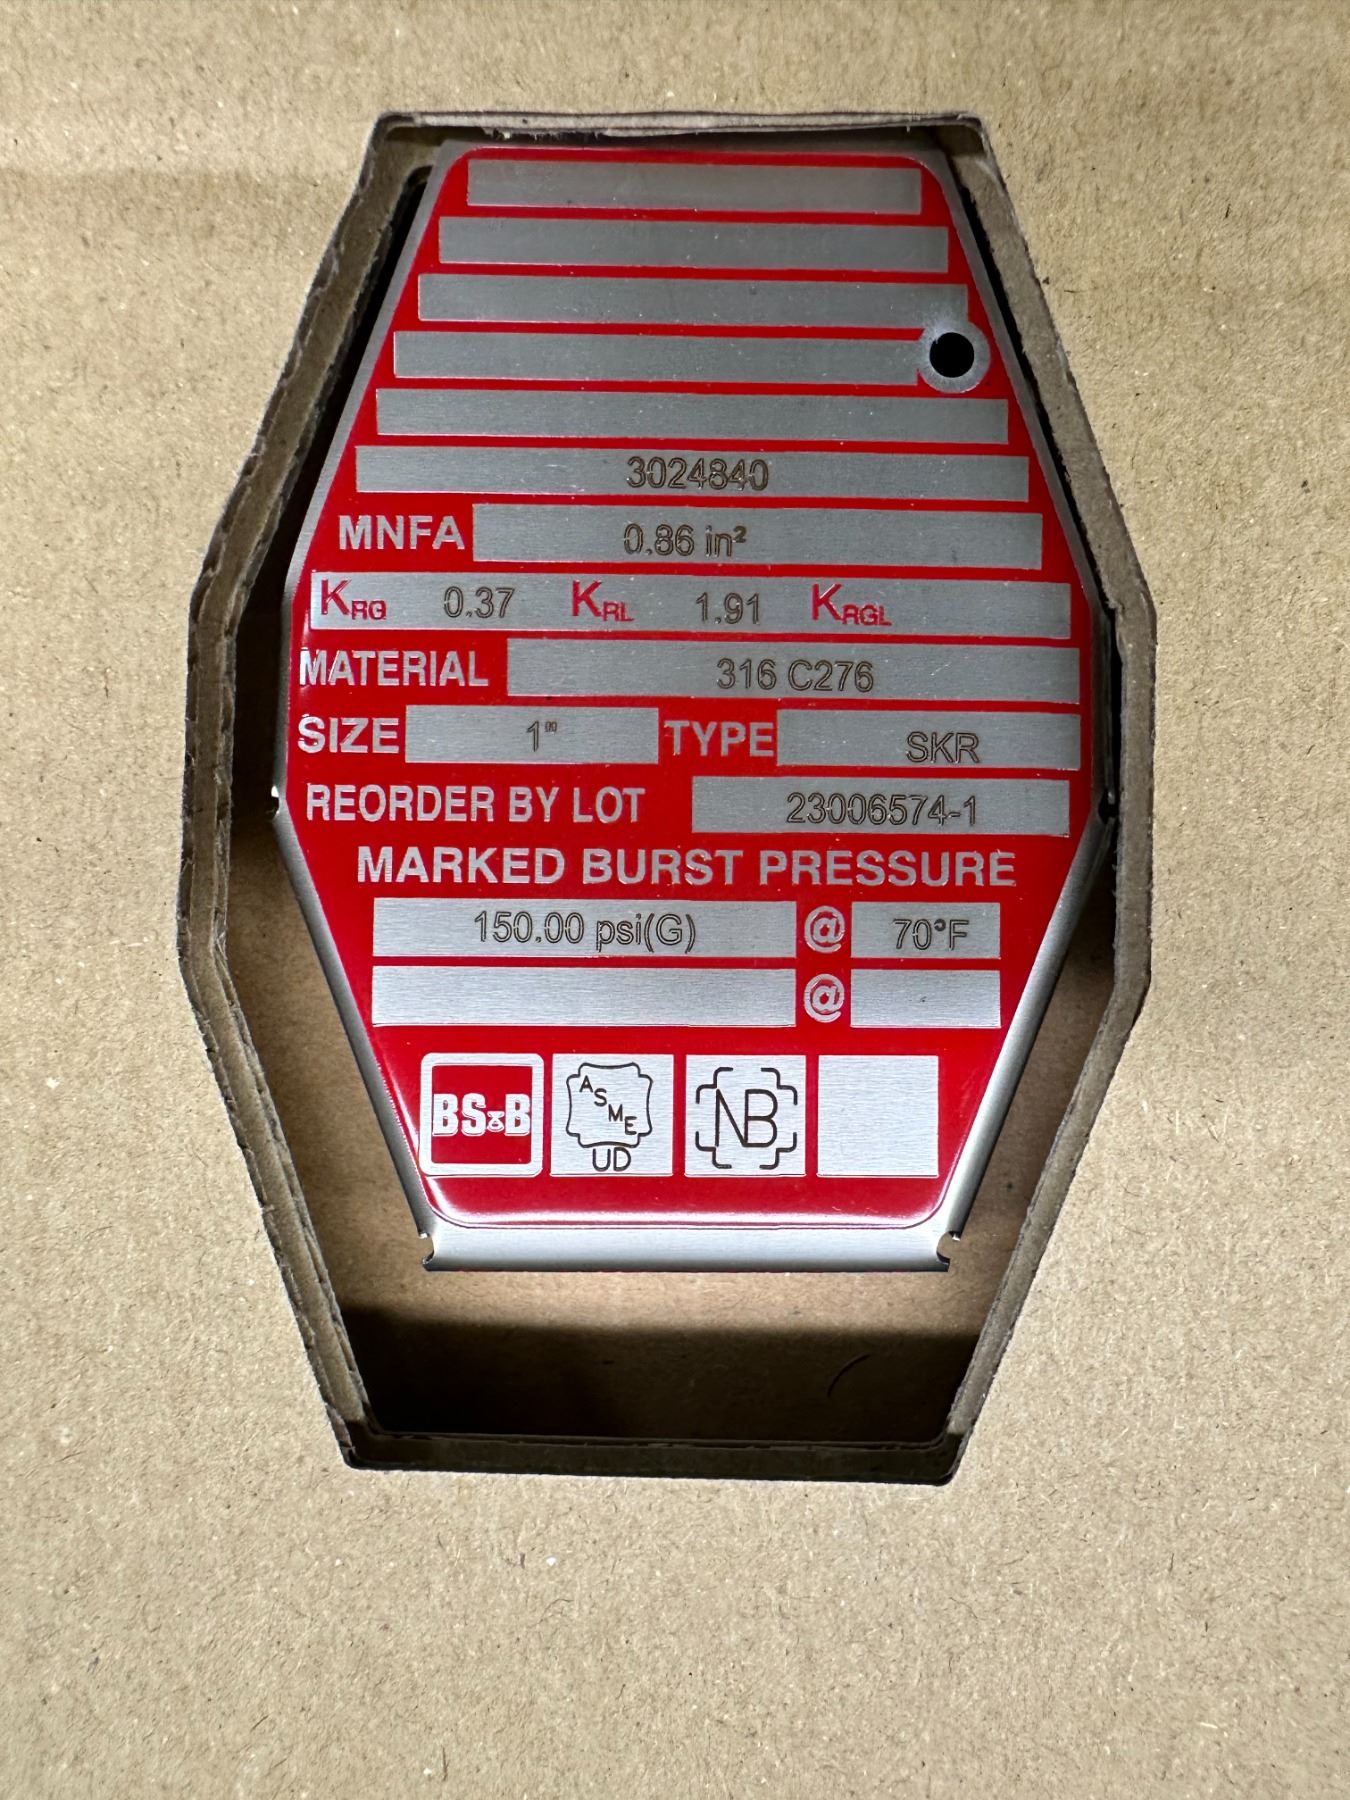 3024840
MNFA 0.86 in²
KRG 0.37 KRL 1.91 KRGL
MATERIAL 316 C276
SIZE 1" TYPE SKR
REORDER BY LOT 23006574-1
MARKED BURST PRESSURE
150.00 psi(G) @ 70°F
@
BS&B ASME UD NB